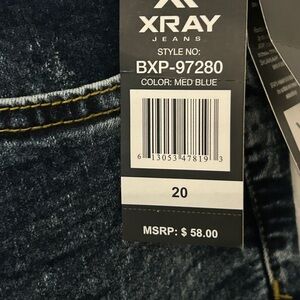 XRAY
JEANS
STYLE NO:
BXP-97280
COLOR: MED BLUE
6 13053 47819 3
20
MSRP: $ 58.00